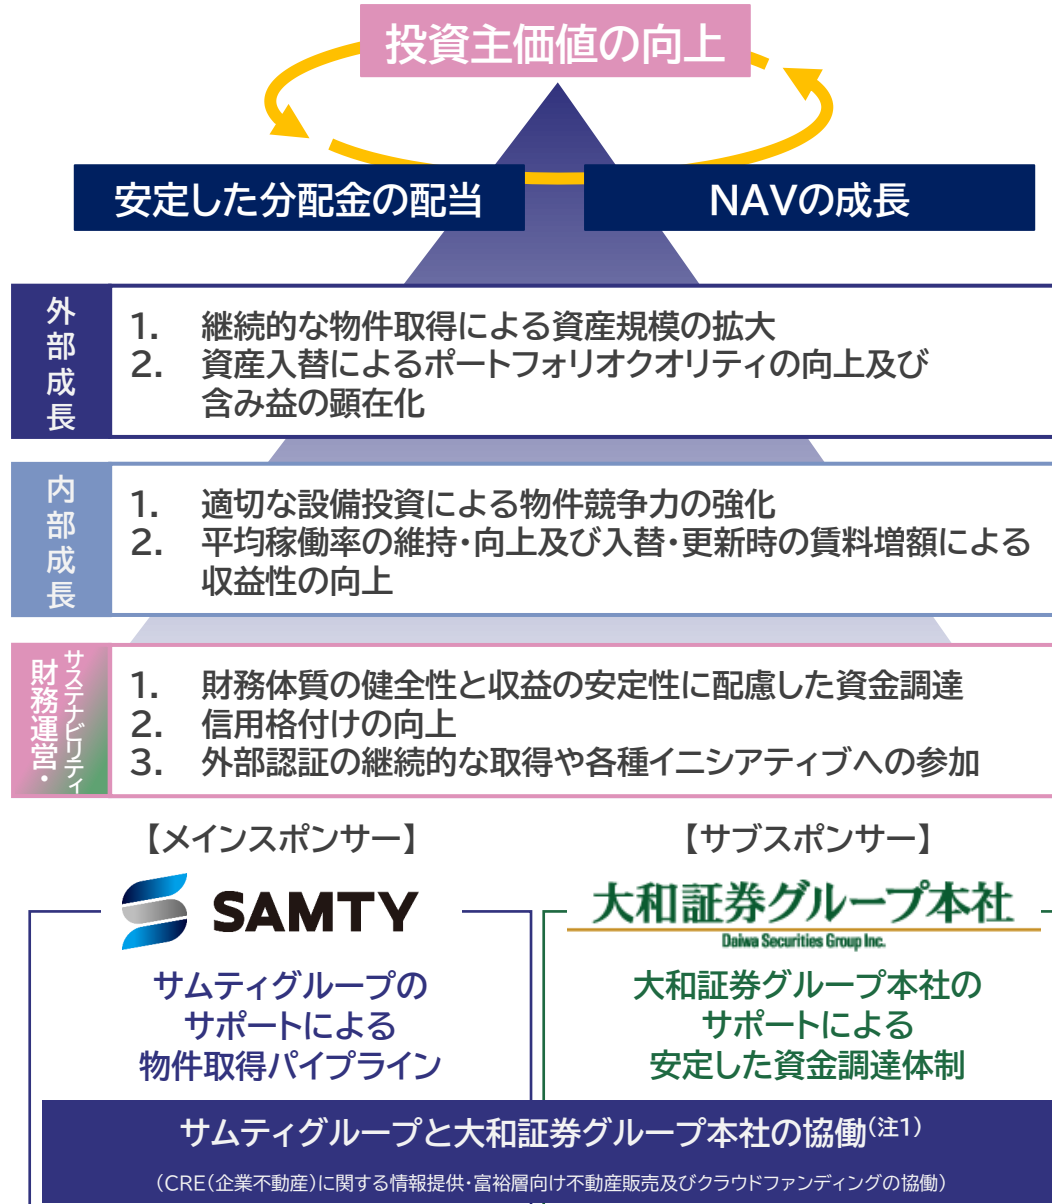 投資主価値の向上
安定した分配金の配当
NAVの成長
外部成長
1. 継続的な物件取得による資産規模の拡大
2. 資産入替によるポートフォリオクオリティの向上及び
含み益の顕在化
内部成長
1. 適切な設備投資による物件競争力の強化
2. 平均稼働率の維持・向上及び入替・更新時の賃料増額による
収益性の向上
財務運営・
サステナビリティ
1. 財務体質の健全性と収益の安定性に配慮した資金調達
2. 信用格付けの向上
3. 外部認証の継続的な取得や各種イニシアティブへの参加
【メインスポンサー】
SAMTY
サムティグループの
サポートによる
物件取得パイプライン
【サブスポンサー】
大和証券グループ本社
Daiwa Securities Group Inc.
大和証券グループ本社の
サポートによる
安定した資金調達体制
サムティグループと大和証券グループ本社の協働(注1)
(CRE(企業不動産)に関する情報提供・富裕層向け不動産販売及びクラウドファンディングの協働)